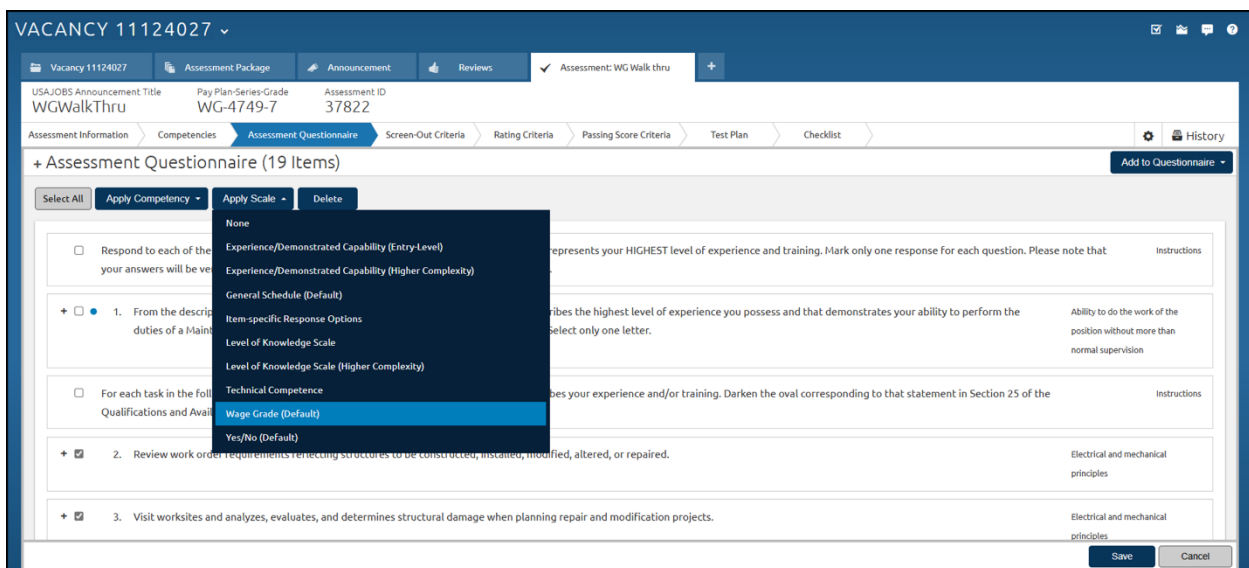 VACANCY 11124027
Vacancy 11124027
Assessment Package
Announcement
Reviews
Assessment: WG Walk thru
+
USAJOBS Announcement Title
Pay Plan-Series-Grade
Assessment ID
WGWalkThru
WG-4749-7
37822
Assessment Information
Competencies
Assessment Questionnaire
Screen-Out Criteria
Rating Criteria
Passing Score Criteria
Test Plan
Checklist
History
+ Assessment Questionnaire (19 Items)
Add to Questionnaire
Select All
Apply Competency
Apply Scale
Delete
None
Experience/Demonstrated Capability (Entry-Level)
Experience/Demonstrated Capability (Higher Complexity)
General Schedule (Default)
Item-specific Response Options
Level of Knowledge Scale
Level of Knowledge Scale (Higher Complexity)
Technical Competence
Wage Grade (Default)
Yes/No (Default)
Respond to each of the represents your HIGHEST level of experience and training. Mark only one response for each question. Please note that
your answers will be
Instructions
+ 1. From the ribes the highest level of experience you possess and that demonstrates your ability to perform the
duties of a Select only one letter.
Ability to do the work of the
position without more than
normal supervision
For each task in the bes your experience and/or training. Darken the oval corresponding to that statement in Section 25 of the
Qualifications and
Instructions
+ 2. Review work order requirements reflecting structures to be constructed, installed, modified, altered, or repaired.
Electrical and mechanical
principles
+ 3. Visit worksites and analyzes, evaluates, and determines structural damage when planning repair and modification projects.
Electrical and mechanical
principles
Save
Cancel